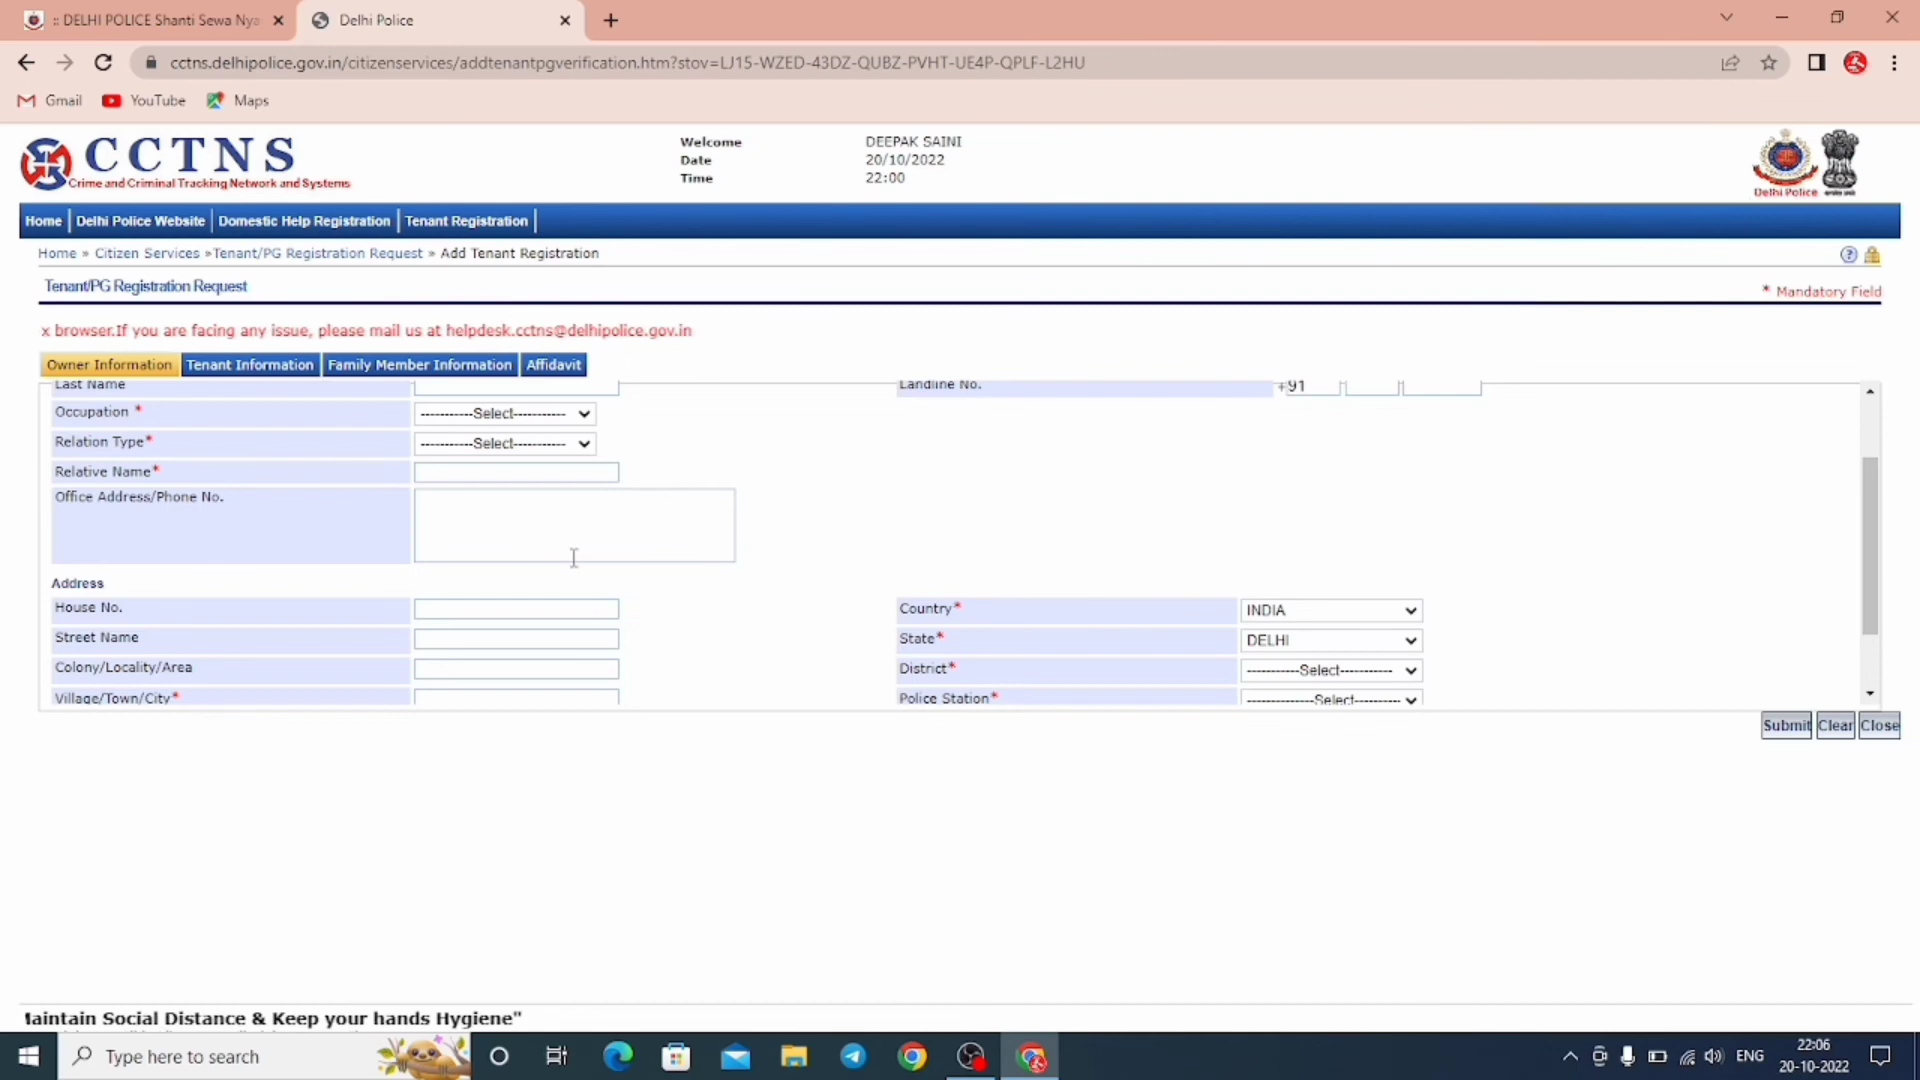 :: DELHI POLICE Shanti Sewa Nya
Delhi Police
cctns.delhipolice.gov.in/citizenservices/addtenantpgverification.htm?stov=LJ15-WZED-43DZ-QUBZ-PVHT-UE4P-QPLF-L2HU
Gmail YouTube Maps
CCTNS
Crime and Criminal Tracking Network and Systems
Welcome DEEPAK SAINI
Date 20/10/2022
Time 22:00
Delhi Police
Home Delhi Police Website Domestic Help Registration Tenant Registration
Home » Citizen Services »Tenant/PG Registration Request » Add Tenant Registration
Tenant/PG Registration Request
* Mandatory Field
x browser.If you are facing any issue, please mail us at helpdesk.cctns@delhipolice.gov.in
Owner Information Tenant Information Family Member Information Affidavit
Last Name Landline No. +91
Occupation * -----------Select-----------
Relation Type* -----------Select-----------
Relative Name*
Office Address/Phone No.
Address
House No. Country* INDIA
Street Name State* DELHI
Colony/Locality/Area District* -----------Select-----------
Village/Town/City* Police Station* --------------Select-----------
Submit Clear Close
Maintain Social Distance & Keep your hands Hygiene"
Type here to search
ENG
22:06
20-10-2022